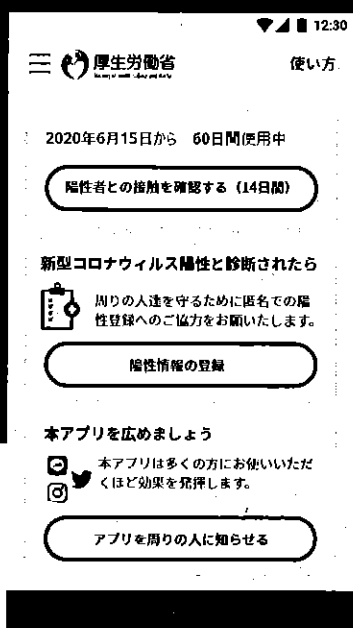 12:30
厚生労働省
使い方
2020年6月15日から 60日間使用中
陽性者との接触を確認する（14日間）
新型コロナウィルス陽性と診断されたら
周りの人達を守るために匿名での陽
性登録へのご協力をお願いいたします。
陽性情報の登録
本アプリを広めましょう
本アプリは多くの方にお使いいただ
くほど効果を発揮します。
アプリを周りの人に知らせる